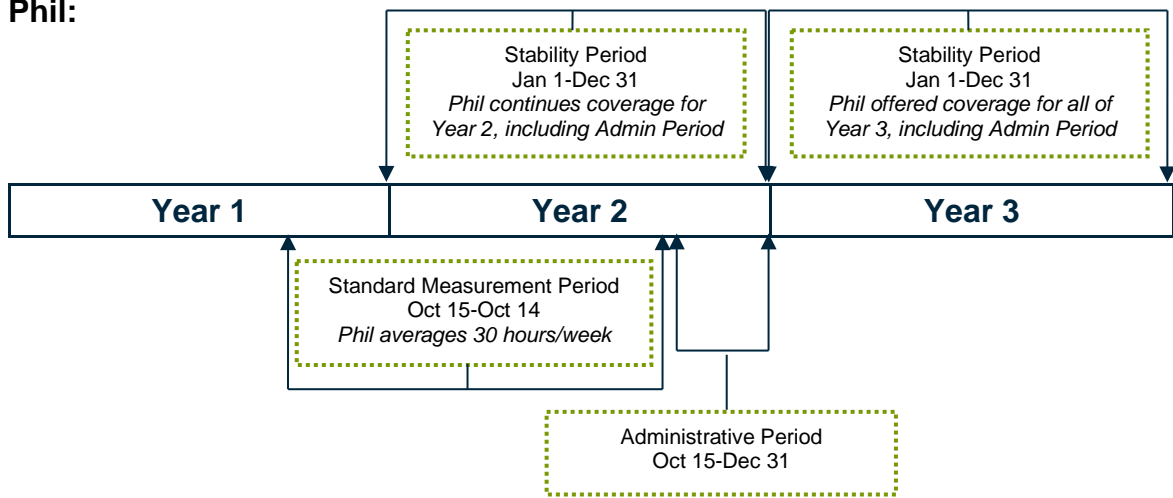 Phil:
Stability Period
Jan 1-Dec 31
Phil continues coverage for
Year 2, including Admin Period
Stability Period
Jan 1-Dec 31
Phil offered coverage for all of
Year 3, including Admin Period
Year 1
Year 2
Year 3
Standard Measurement Period
Oct 15-Oct 14
Phil averages 30 hours/week
Administrative Period
Oct 15-Dec 31